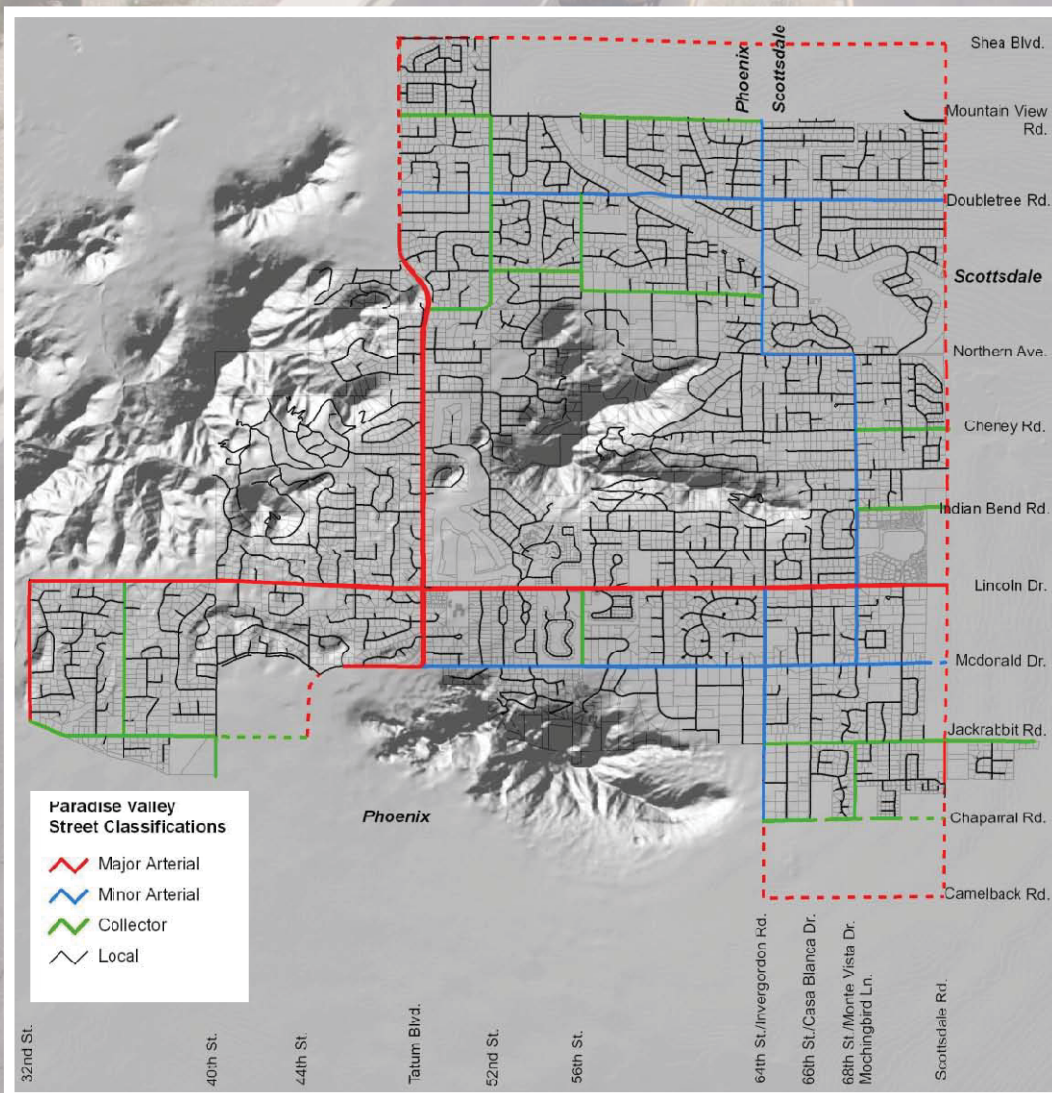 Shea Blvd.
Phoenix
Scottsdale
Mountain View
Rd.
Doubletree Rd.
Scottsdale
Northern Ave.
Cheney Rd.
Indian Bend Rd.
Lincoln Dr.
Mcdonald Dr.
Jackrabbit Rd.
Chaparral Rd.
Camelback Rd.
Phoenix
Paradise Valley
Street Classifications
Major Arterial
Minor Arterial
Collector
Local
32nd St.
40th St.
44th St.
Tatum Blvd.
52nd St.
56th St.
64th St./Invergordon Rd.
66th St./Casa Blanca Dr.
68th St./Monte Vista Dr.
Mochingbird Ln.
Scottsdale Rd.